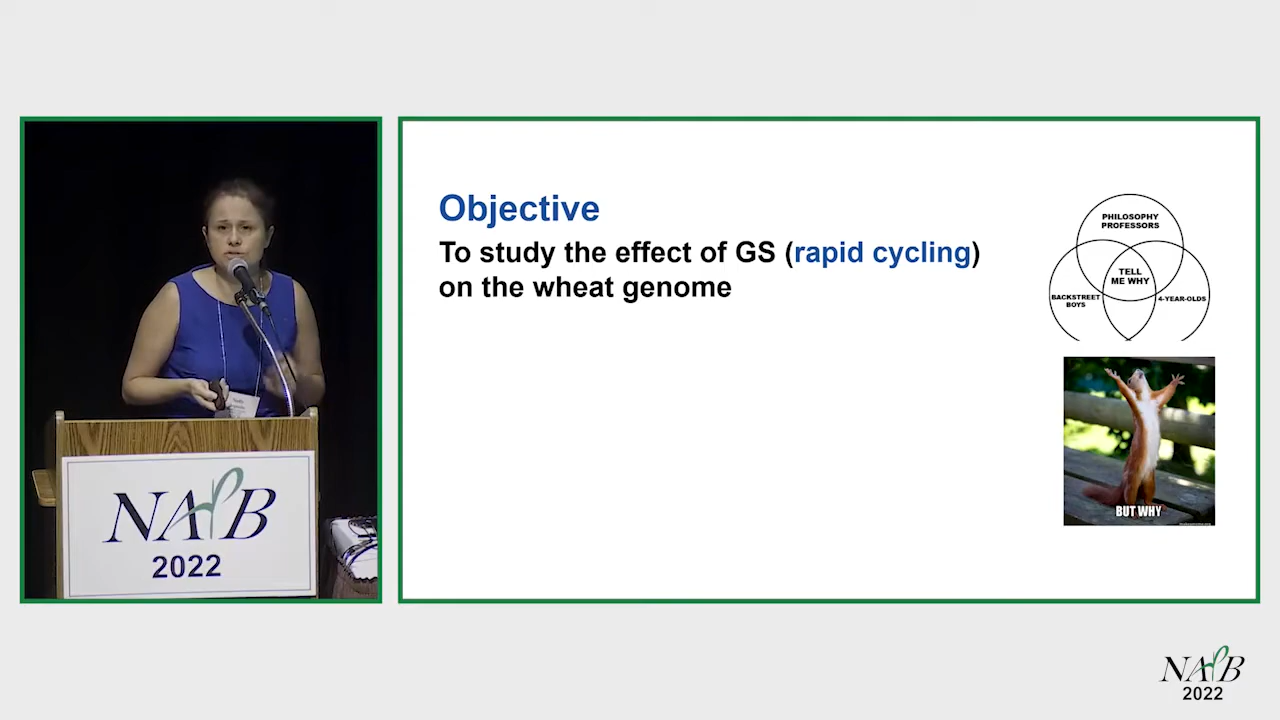 Objective
To study the effect of GS (rapid cycling)
on the wheat genome
PHILOSOPHY
PROFESSORS
TELL
ME WHY
BACKSTREET
BOYS
4-YEAR-OLDS
BUT WHY
NAPB
2022
NAPB
2022